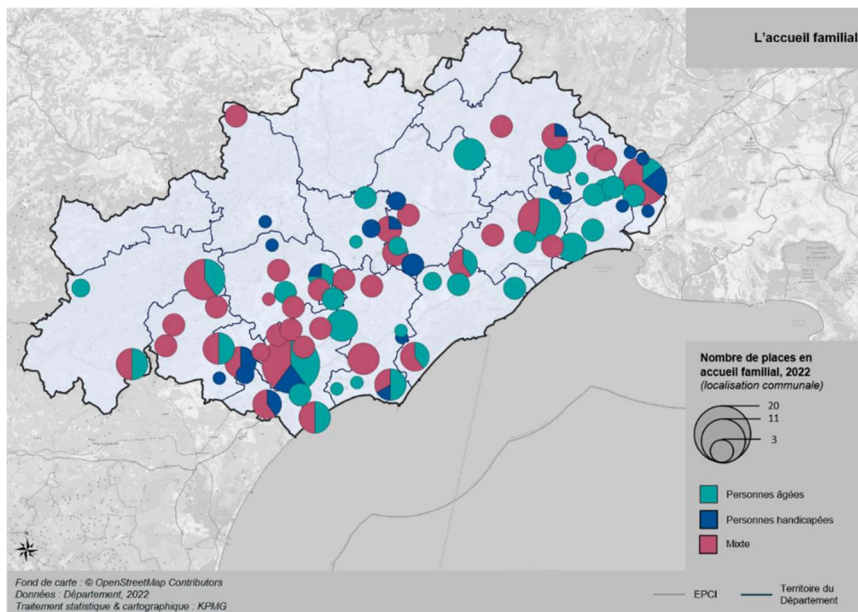 L'accueil familial
Nombre de places en
accueil familial, 2022
(localisation communale)
20
11
3
Personnes âgées
Personnes handicapées
Mixte
Fond de carte : © OpenStreetMap Contributors
Données : Département, 2022
Traitement statistique & cartographique : KPMG
EPCI
Territoire du
Département